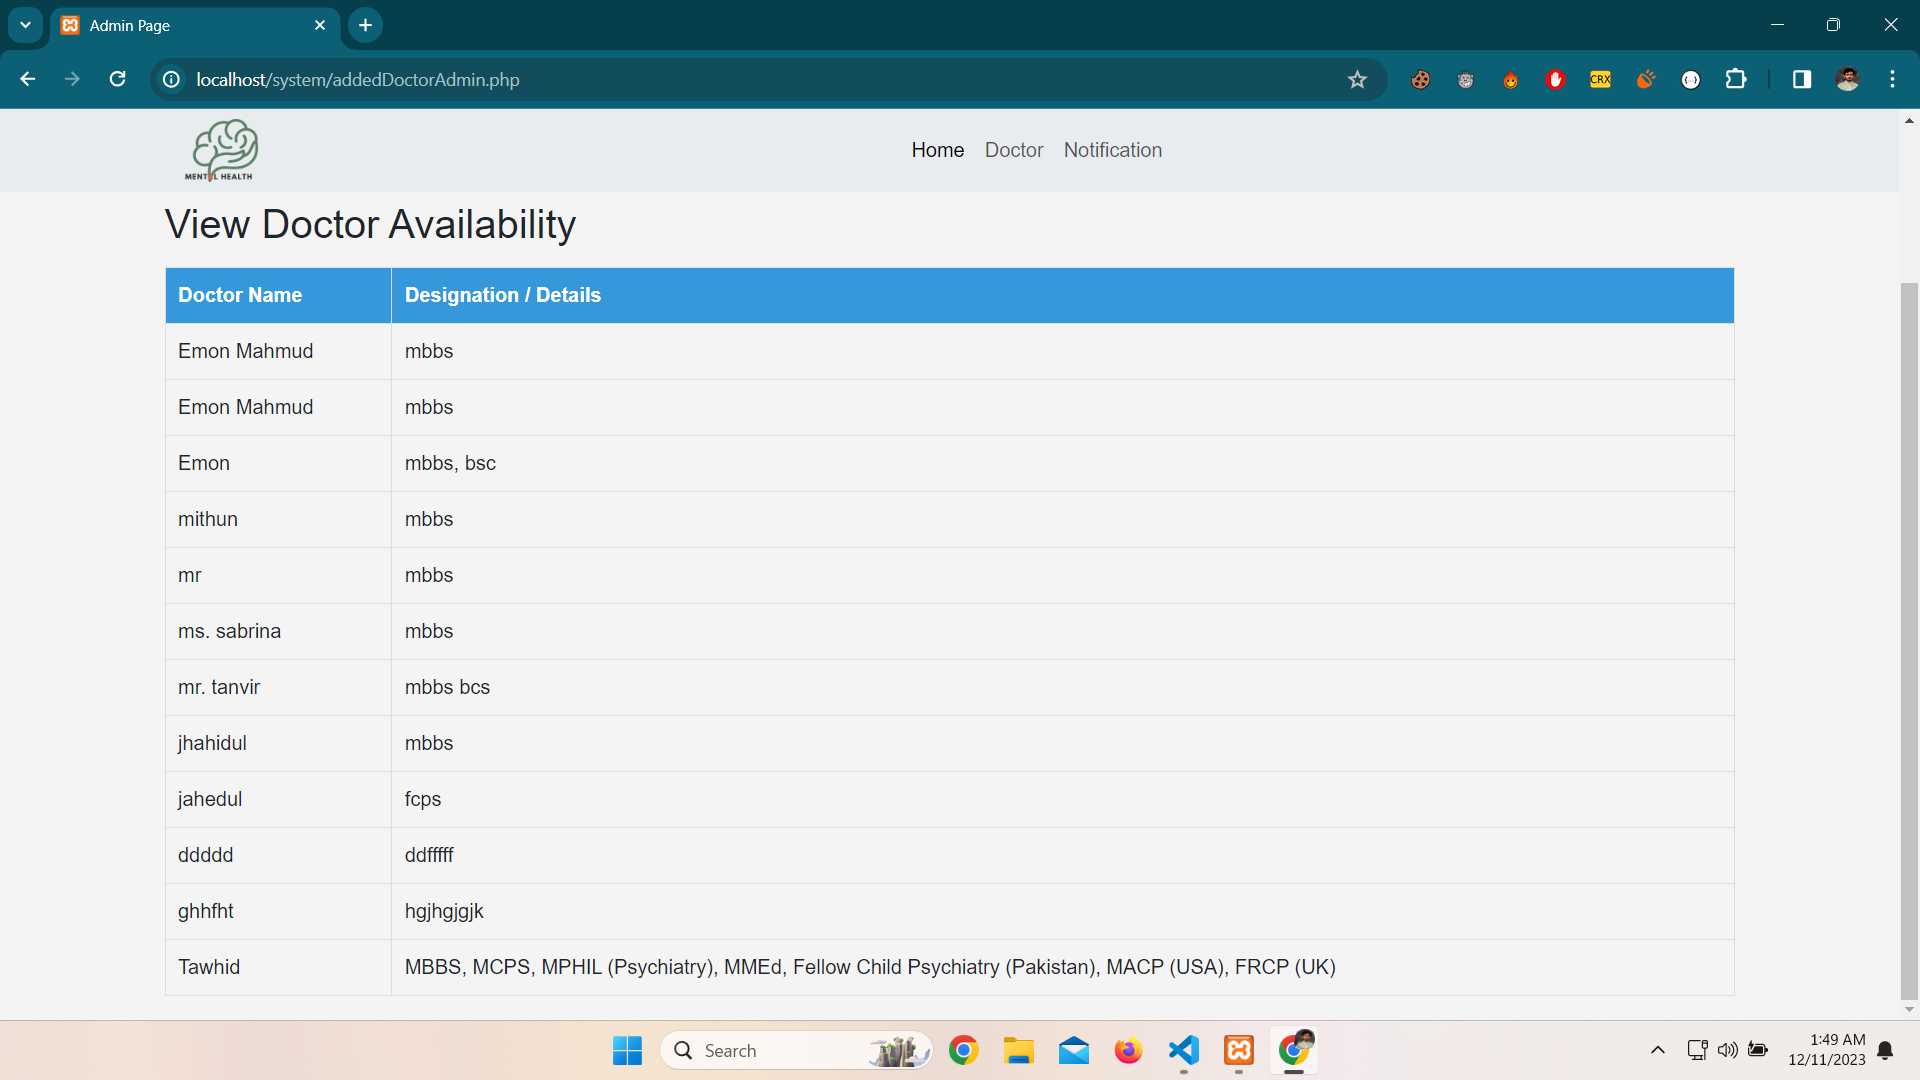 Admin Page
localhost/system/addedDoctorAdmin.php
CRX
MENTAL HEALTH
Home Doctor Notification
View Doctor Availability
Doctor Name Designation / Details
Emon Mahmud mbbs
Emon Mahmud mbbs
Emon mbbs, bsc
mithun mbbs
mr mbbs
ms. sabrina mbbs
mr. tanvir mbbs bcs
jhahidul mbbs
jahedul fcps
ddddd ddfffff
ghhfht hgjhgjgjk
Tawhid MBBS, MCPS, MPHIL (Psychiatry), MMEd, Fellow Child Psychiatry (Pakistan), MACP (USA), FRCP (UK)
Search
1:49 AM
12/11/2023